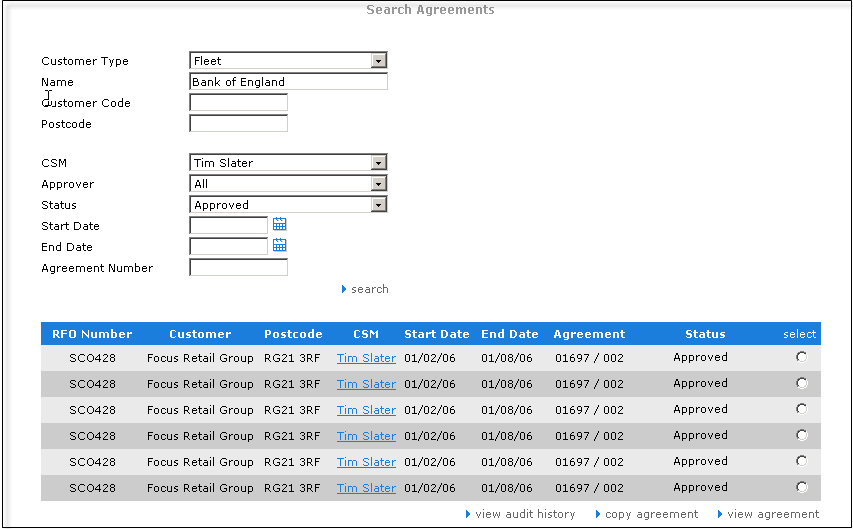 Search Agreements
Customer Type Fleet
Name Bank of England
Customer Code
Postcode
CSM Tim Slater
Approver All
Status Approved
Start Date
End Date
Agreement Number
search
RFO Number Customer Postcode CSM Start Date End Date Agreement Status select
SCO428 Focus Retail Group RG21 3RF Tim Slater 01/02/06 01/08/06 01697 / 002 Approved
SCO428 Focus Retail Group RG21 3RF Tim Slater 01/02/06 01/08/06 01697 / 002 Approved
SCO428 Focus Retail Group RG21 3RF Tim Slater 01/02/06 01/08/06 01697 / 002 Approved
SCO428 Focus Retail Group RG21 3RF Tim Slater 01/02/06 01/08/06 01697 / 002 Approved
SCO428 Focus Retail Group RG21 3RF Tim Slater 01/02/06 01/08/06 01697 / 002 Approved
SCO428 Focus Retail Group RG21 3RF Tim Slater 01/02/06 01/08/06 01697 / 002 Approved
view audit history copy agreement view agreement